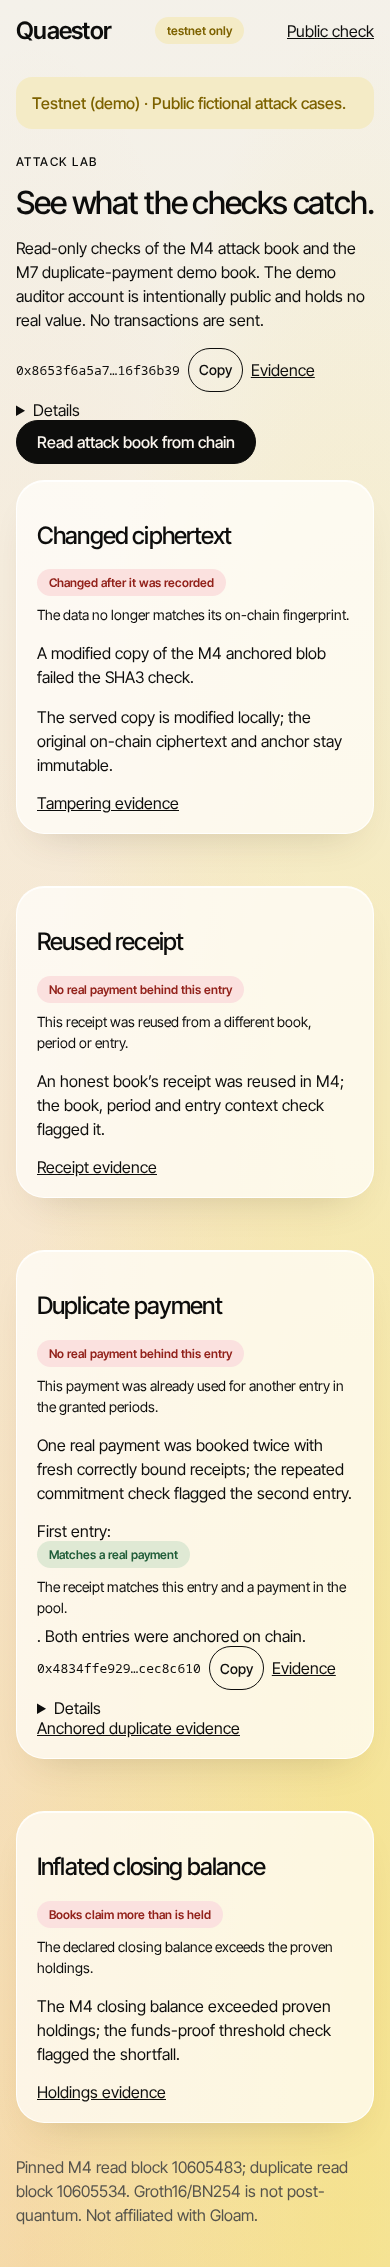 Quaestor
testnet only
Public check
Testnet (demo) · Public fictional attack cases.
ATTACK LAB
See what the checks catch.
Read-only checks of the M4 attack book and the
M7 duplicate-payment demo book. The demo
auditor account is intentionally public and holds no
real value. No transactions are sent.
0x8653f6a5a7…16f36b39 Copy Evidence
▶ Details
Read attack book from chain
Changed ciphertext
Changed after it was recorded
The data no longer matches its on-chain fingerprint.
A modified copy of the M4 anchored blob
failed the SHA3 check.
The served copy is modified locally; the
original on-chain ciphertext and anchor stay
immutable.
Tampering evidence
Reused receipt
No real payment behind this entry
This receipt was reused from a different book,
period or entry.
An honest book’s receipt was reused in M4;
the book, period and entry context check
flagged it.
Receipt evidence
Duplicate payment
No real payment behind this entry
This payment was already used for another entry in
the granted periods.
One real payment was booked twice with
fresh correctly bound receipts; the repeated
commitment check flagged the second entry.
First entry:
Matches a real payment
The receipt matches this entry and a payment in the
pool.
. Both entries were anchored on chain.
0x4834ffe929…cec8c610 Copy Evidence
▶ Details
Anchored duplicate evidence
Inflated closing balance
Books claim more than is held
The declared closing balance exceeds the proven
holdings.
The M4 closing balance exceeded proven
holdings; the funds-proof threshold check
flagged the shortfall.
Holdings evidence
Pinned M4 read block 10605483; duplicate read
block 10605534. Groth16/BN254 is not post-
quantum. Not affiliated with Gloam.